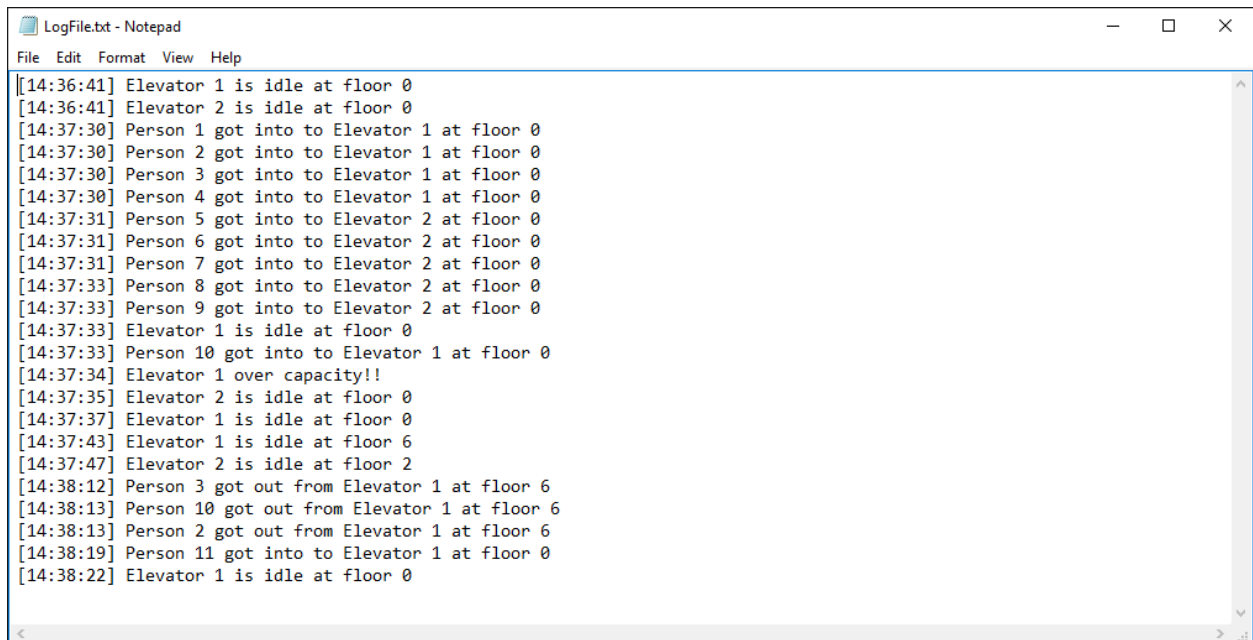 LogFile.txt - Notepad
File Edit Format View Help
[14:36:41] Elevator 1 is idle at floor 0
[14:36:41] Elevator 2 is idle at floor 0
[14:37:30] Person 1 got into to Elevator 1 at floor 0
[14:37:30] Person 2 got into to Elevator 1 at floor 0
[14:37:30] Person 3 got into to Elevator 1 at floor 0
[14:37:30] Person 4 got into to Elevator 1 at floor 0
[14:37:31] Person 5 got into to Elevator 2 at floor 0
[14:37:31] Person 6 got into to Elevator 2 at floor 0
[14:37:31] Person 7 got into to Elevator 2 at floor 0
[14:37:33] Person 8 got into to Elevator 2 at floor 0
[14:37:33] Person 9 got into to Elevator 2 at floor 0
[14:37:33] Elevator 1 is idle at floor 0
[14:37:33] Person 10 got into to Elevator 1 at floor 0
[14:37:34] Elevator 1 over capacity!!
[14:37:35] Elevator 2 is idle at floor 0
[14:37:37] Elevator 1 is idle at floor 0
[14:37:43] Elevator 1 is idle at floor 6
[14:37:47] Elevator 2 is idle at floor 2
[14:38:12] Person 3 got out from Elevator 1 at floor 6
[14:38:13] Person 10 got out from Elevator 1 at floor 6
[14:38:13] Person 2 got out from Elevator 1 at floor 6
[14:38:19] Person 11 got into to Elevator 1 at floor 0
[14:38:22] Elevator 1 is idle at floor 0